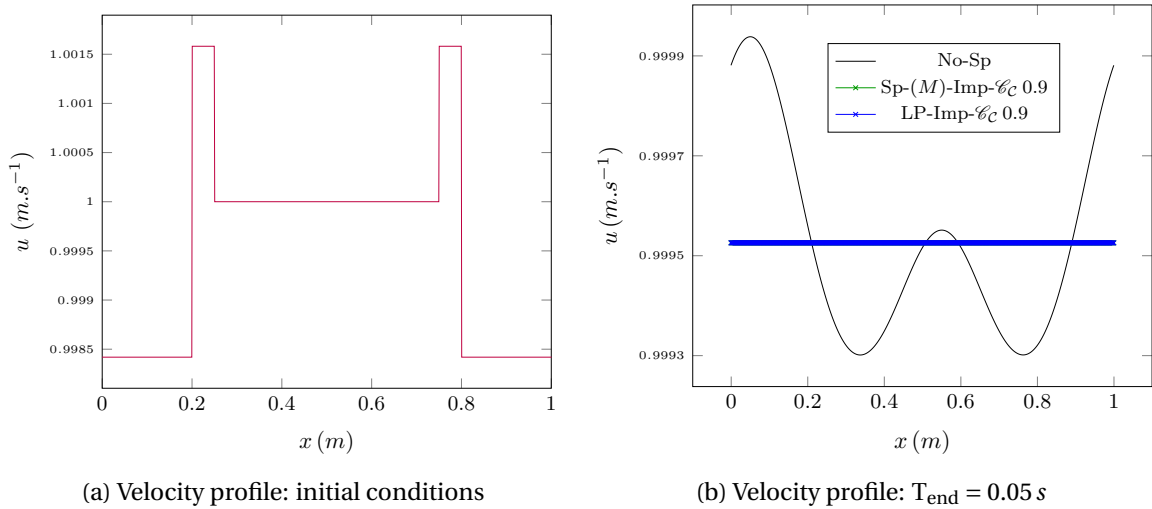 1.0015
1.001
1.0005
1
0.9995
0.999
0.9985
0 0.2 0.4 0.6 0.8 1
x (m)
u (m.s⁻¹)
(a) Velocity profile: initial conditions
0.9999
0.9997
0.9995
0.9993
No-Sp
Sp-(M)-Imp-𝒞_𝒞 0.9
LP-Imp-𝒞_𝒞 0.9
0 0.2 0.4 0.6 0.8 1
x (m)
u (m.s⁻¹)
(b) Velocity profile: T_end = 0.05 s